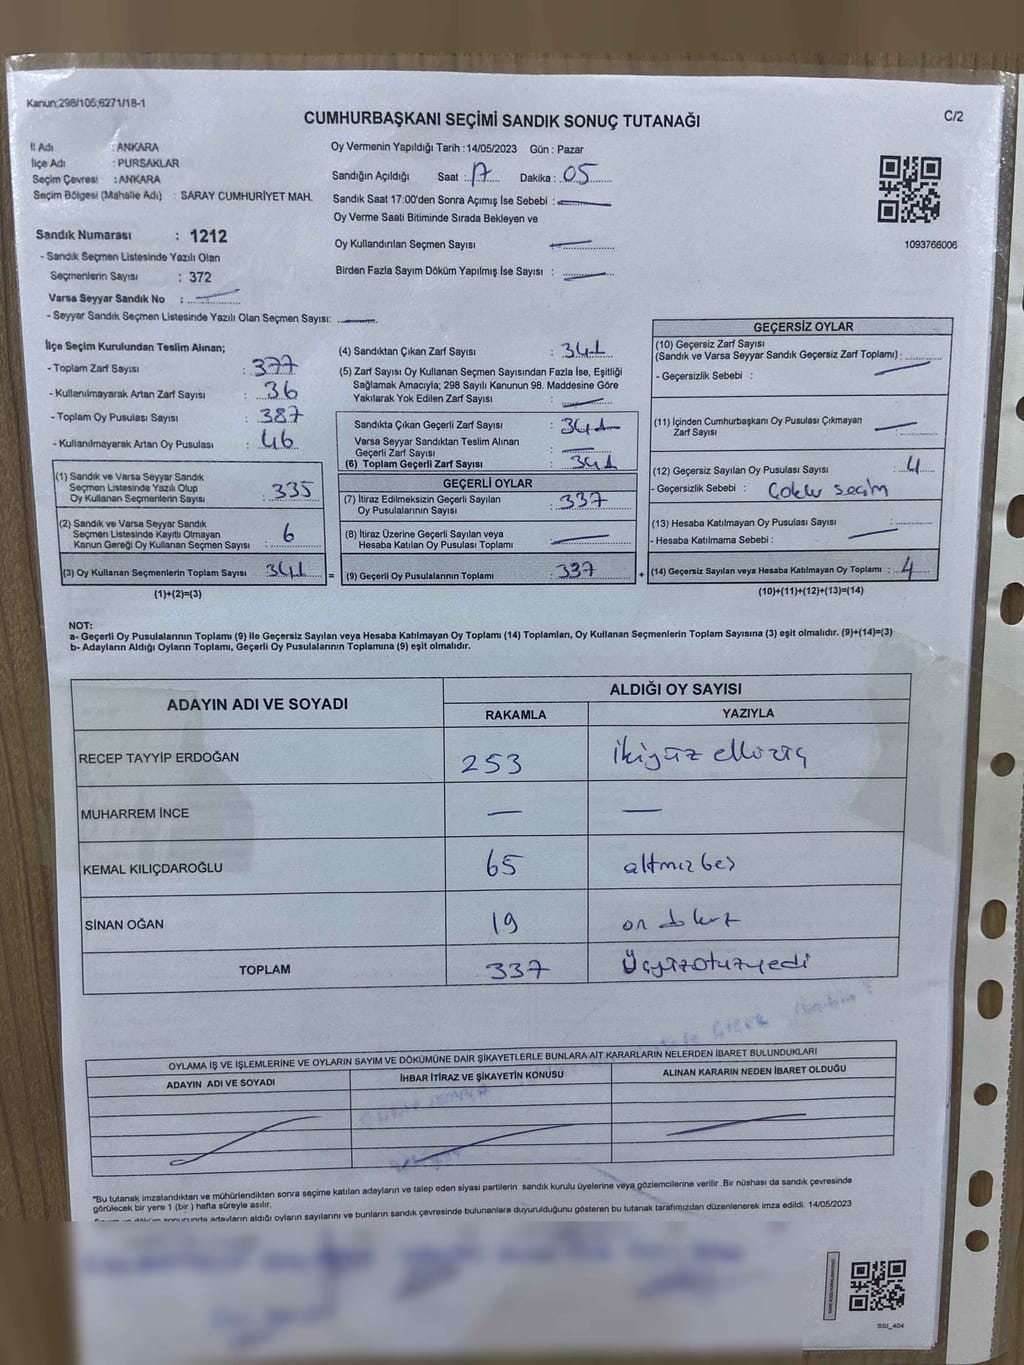 Kanun;298/105;6271/18-1
CUMHURBAŞKANI SEÇİMİ SANDIK SONUÇ TUTANAĞI
C/2
İl Adı : ANKARA
İlçe Adı : PURSAKLAR
Seçim Çevresi : ANKARA
Seçim Bölgesi (Mahalle Adı) : SARAY CUMHURİYET MAH.
Sandık Numarası : 1212
- Sandık Seçmen Listesinde Yazılı Olan
Seçmenlerin Sayısı : 372
Varsa Seyyar Sandık No :
- Seyyar Sandık Seçmen Listesinde Yazılı Olan Seçmen Sayısı:
Oy Vermenin Yapıldığı Tarih :14/05/2023 Gün : Pazar
Sandığın Açıldığı Saat : 17 Dakika : 05
Sandık Saat 17:00'den Sonra Açımış İse Sebebi :
Oy Verme Saati Bitiminde Sırada Bekleyen ve
Oy Kullandırılan Seçmen Sayısı
Birden Fazla Sayım Döküm Yapılmış İse Sayısı :
1093766006
İlçe Seçim Kurulundan Teslim Alınan;
- Toplam Zarf Sayısı : 377
- Kullanılmayarak Artan Zarf Sayısı : 36
- Toplam Oy Pusulası Sayısı : 387
- Kullanılmayarak Artan Oy Pusulası : 46
(1) Sandık ve Varsa Seyyar Sandık
Seçmen Listesinde Yazılı Olup
Oy Kullanan Seçmenlerin Sayısı : 335
(2) Sandık ve Varsa Seyyar Sandık
Seçmen Listesinde Kayıtlı Olmayan
Kanun Gereği Oy Kullanan Seçmen Sayısı : 6
(3) Oy Kullanan Seçmenlerin Toplam Sayısı 341
(1)+(2)=(3)
(4) Sandıktan Çıkan Zarf Sayısı : 341
(5) Zarf Sayısı Oy Kullanan Seçmen Sayısından Fazla İse, Eşitliği
Sağlamak Amacıyla; 298 Sayılı Kanunun 98. Maddesine Göre
Yakılarak Yok Edilen Zarf Sayısı :
Sandıkta Çıkan Geçerli Zarf Sayısı : 341
Varsa Seyyar Sandıktan Teslim Alınan
Geçerli Zarf Sayısı :
(6) Toplam Geçerli Zarf Sayısı : 341
GEÇERLİ OYLAR
(7) İtiraz Edilmeksizin Geçerli Sayılan
Oy Pusulalarının Sayısı : 337
(8) İtiraz Üzerine Geçerli Sayılan veya
Hesaba Katılan Oy Pusulası Toplamı
= (9) Geçerli Oy Pusulalarının Toplamı : 337 +
GEÇERSİZ OYLAR
(10) Geçersiz Zarf Sayısı
(Sandık ve Varsa Seyyar Sandık Geçersiz Zarf Toplamı) :
- Geçersizlik Sebebi :
(11) İçinden Cumhurbaşkanı Oy Pusulası Çıkmayan
Zarf Sayısı :
(12) Geçersiz Sayılan Oy Pusulası Sayısı : 4
- Geçersizlik Sebebi : Çoklu seçim
(13) Hesaba Katılmayan Oy Pusulası Sayısı :
- Hesaba Katılmama Sebebi :
(14) Geçersiz Sayılan veya Hesaba Katılmayan Oy Toplamı : 4
(10)+(11)+(12)+(13)=(14)
NOT:
a- Geçerli Oy Pusulalarının Toplamı (9) ile Geçersiz Sayılan veya Hesaba Katılmayan Oy Toplamı (14) Toplamları, Oy Kullanan Seçmenlerin Toplam Sayısına (3) eşit olmalıdır. (9)+(14)=(3)
b- Adayların Aldığı Oyların Toplamı, Geçerli Oy Pusulalarının Toplamına (9) eşit olmalıdır.
ADAYIN ADI VE SOYADI
ALDIĞI OY SAYISI
RAKAMLA YAZIYLA
RECEP TAYYİP ERDOĞAN 253 ikiyüz elli üç
MUHARREM İNCE — —
KEMAL KILIÇDAROĞLU 65 altmızbeş
SİNAN OĞAN 19 on dokuz
TOPLAM 337 Üçyüzotuzyedi
OYLAMA İŞ VE İŞLEMLERİNE VE OYLARIN SAYIM VE DÖKÜMÜNE DAİR ŞİKAYETLERLE BUNLARA AİT KARARLARIN NELERDEN İBARET BULUNDUKLARI
ADAYIN ADI VE SOYADI İHBAR İTİRAZ VE ŞİKAYETİN KONUSU ALINAN KARARIN NEDEN İBARET OLDUĞU
*Bu tutanak imzalandıktan ve mühürlendikten sonra seçime katılan adayların ve talep eden siyasi partilerin sandık kurulu üyelerine veya gözlemcilerine verilir .Bir nüshası da sandık çevresinde
görülecek bir yere 1 (bir ) hafta süreyle asılır.
sonucunda adayların aldığı oyların sayılarını ve bunların sandık çevresinde bulunanlara duyurulduğunu gösteren bu tutanak tarafımızdan düzenlenerek imza edildi. 14/05/2023
SGI_404